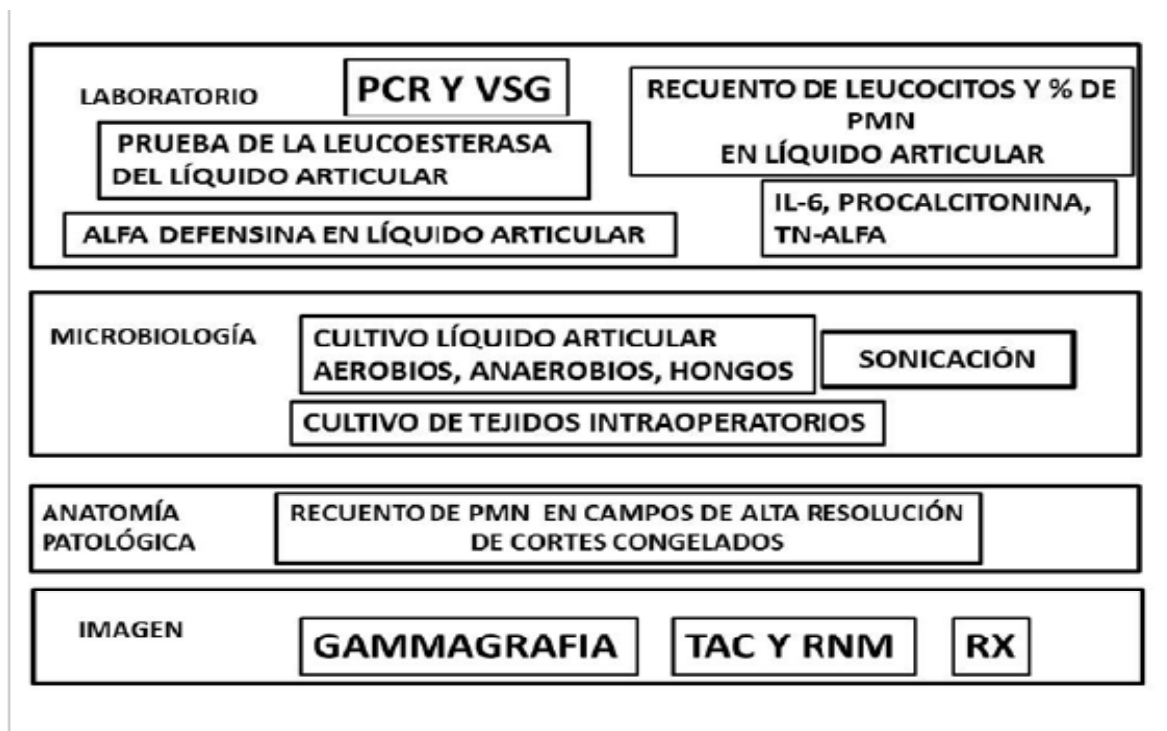 LABORATORIO
PCR Y VSG
PRUEBA DE LA LEUCOESTERASA
DEL LÍQUIDO ARTICULAR
ALFA DEFENSINA EN LÍQUIDO ARTICULAR
RECUENTO DE LEUCOCITOS Y % DE
PMN
EN LÍQUIDO ARTICULAR
IL-6, PROCALCITONINA,
TN-ALFA
MICROBIOLOGÍA
CULTIVO LÍQUIDO ARTICULAR
AEROBIOS, ANAEROBIOS, HONGOS
SONICACIÓN
CULTIVO DE TEJIDOS INTRAOPERATORIOS
ANATOMÍA
PATOLÓGICA
RECUENTO DE PMN EN CAMPOS DE ALTA RESOLUCIÓN
DE CORTES CONGELADOS
IMAGEN
GAMMAGRAFIA
TAC Y RNM
RX